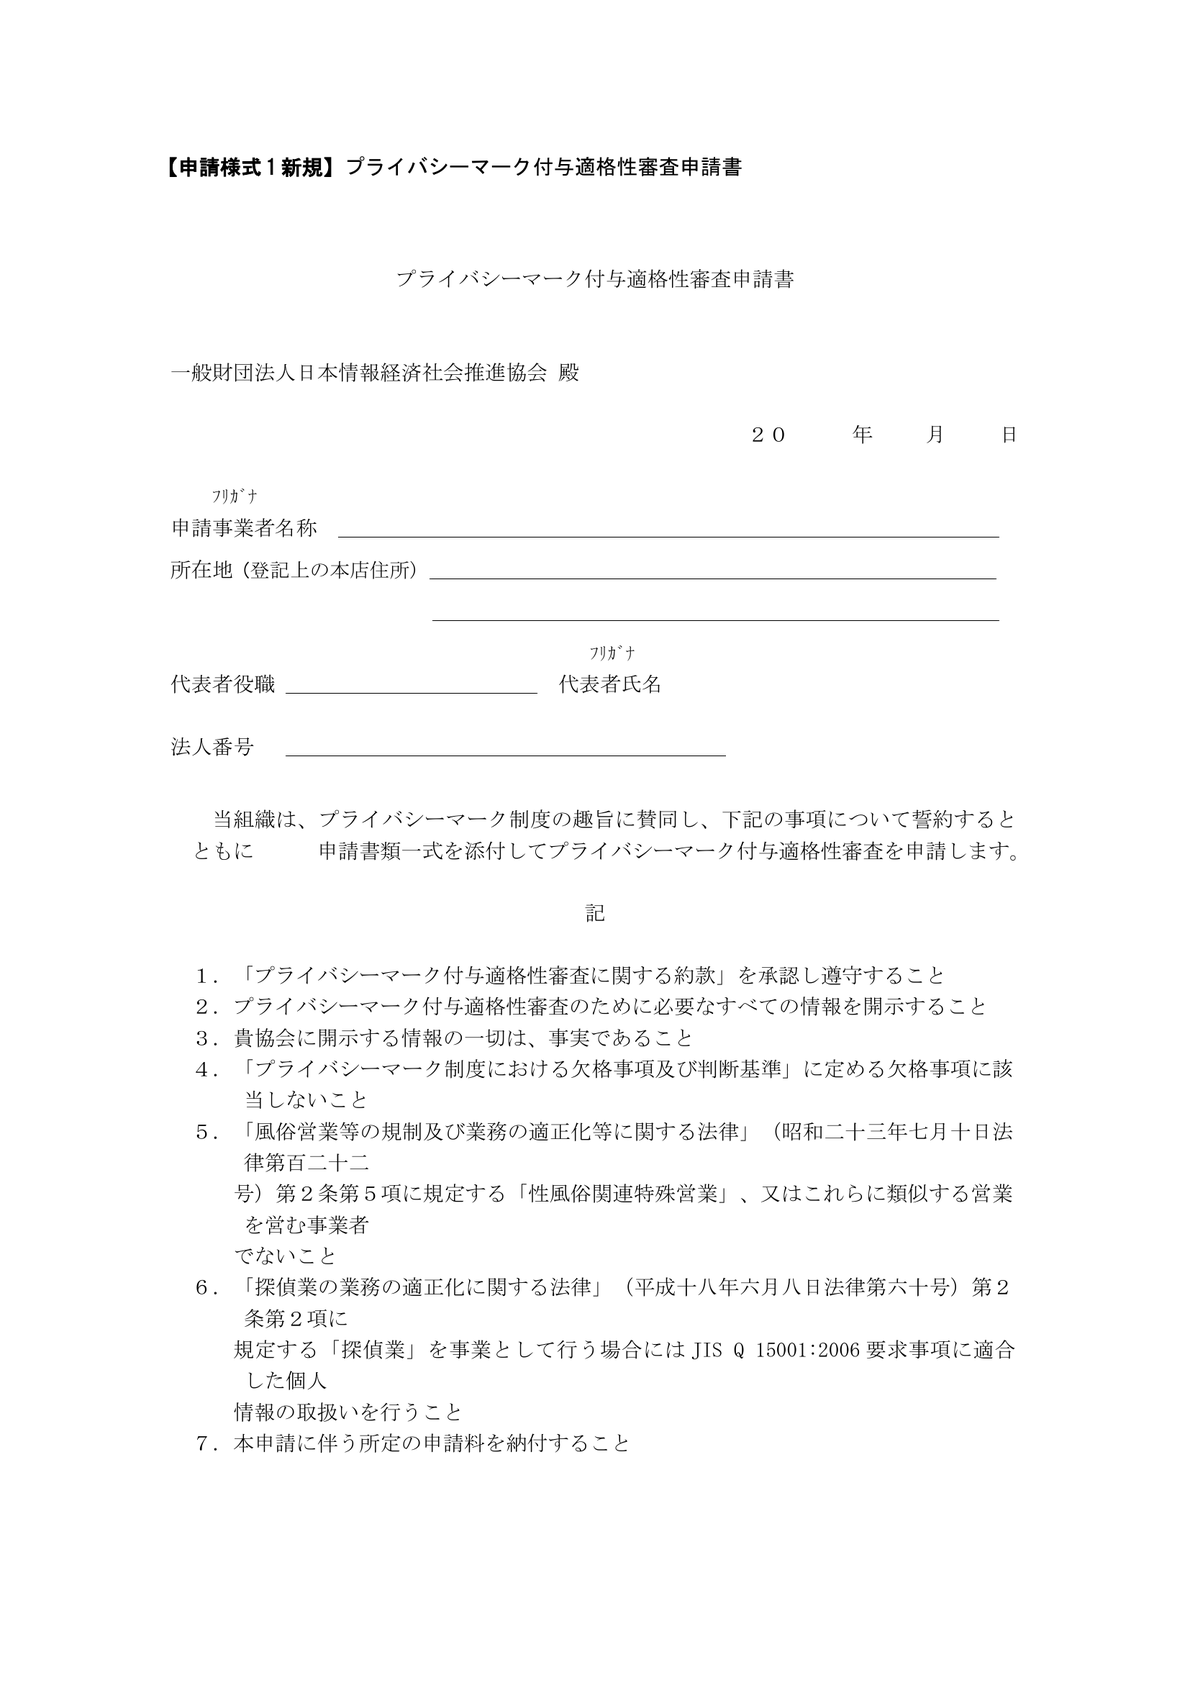 【申請様式１新規】プライバシーマーク付与適格性審査申請書
プライバシーマーク付与適格性審査申請書
一般財団法人日本情報経済社会推進協会 殿
２０　　　年　　月　　日
ﾌﾘｶﾞﾅ
申請事業者名称
所在地（登記上の本店住所）
ﾌﾘｶﾞﾅ
代表者役職　　代表者氏名
法人番号
当組織は、プライバシーマーク制度の趣旨に賛同し、下記の事項について誓約すると
ともに　　　申請書類一式を添付してプライバシーマーク付与適格性審査を申請します。
記
１．「プライバシーマーク付与適格性審査に関する約款」を承認し遵守すること
２．プライバシーマーク付与適格性審査のために必要なすべての情報を開示すること
３．貴協会に開示する情報の一切は、事実であること
４．「プライバシーマーク制度における欠格事項及び判断基準」に定める欠格事項に該
当しないこと
５．「風俗営業等の規制及び業務の適正化等に関する法律」（昭和二十三年七月十日法
律第百二十二
号）第２条第５項に規定する「性風俗関連特殊営業」、又はこれらに類似する営業
を営む事業者
でないこと
６．「探偵業の業務の適正化に関する法律」（平成十八年六月八日法律第六十号）第２
条第２項に
規定する「探偵業」を事業として行う場合には JIS Q 15001:2006 要求事項に適合
した個人
情報の取扱いを行うこと
７．本申請に伴う所定の申請料を納付すること